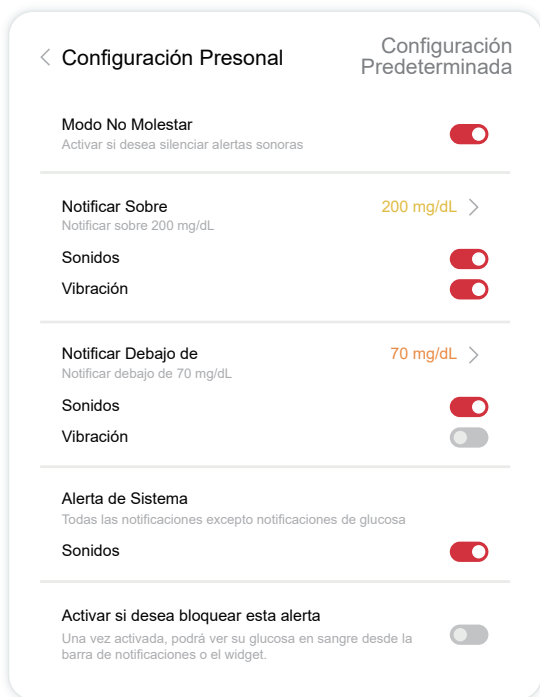 Configuración Presonal
Configuración
Predeterminada
Modo No Molestar
Activar si desea silenciar alertas sonoras
Notificar Sobre
200 mg/dL
Notificar sobre 200 mg/dL
Sonidos
Vibración
Notificar Debajo de
70 mg/dL
Notificar debajo de 70 mg/dL
Sonidos
Vibración
Alerta de Sistema
Todas las notificaciones excepto notificaciones de glucosa
Sonidos
Activar si desea bloquear esta alerta
Una vez activada, podrá ver su glucosa en sangre desde la
barra de notificaciones o el widget.